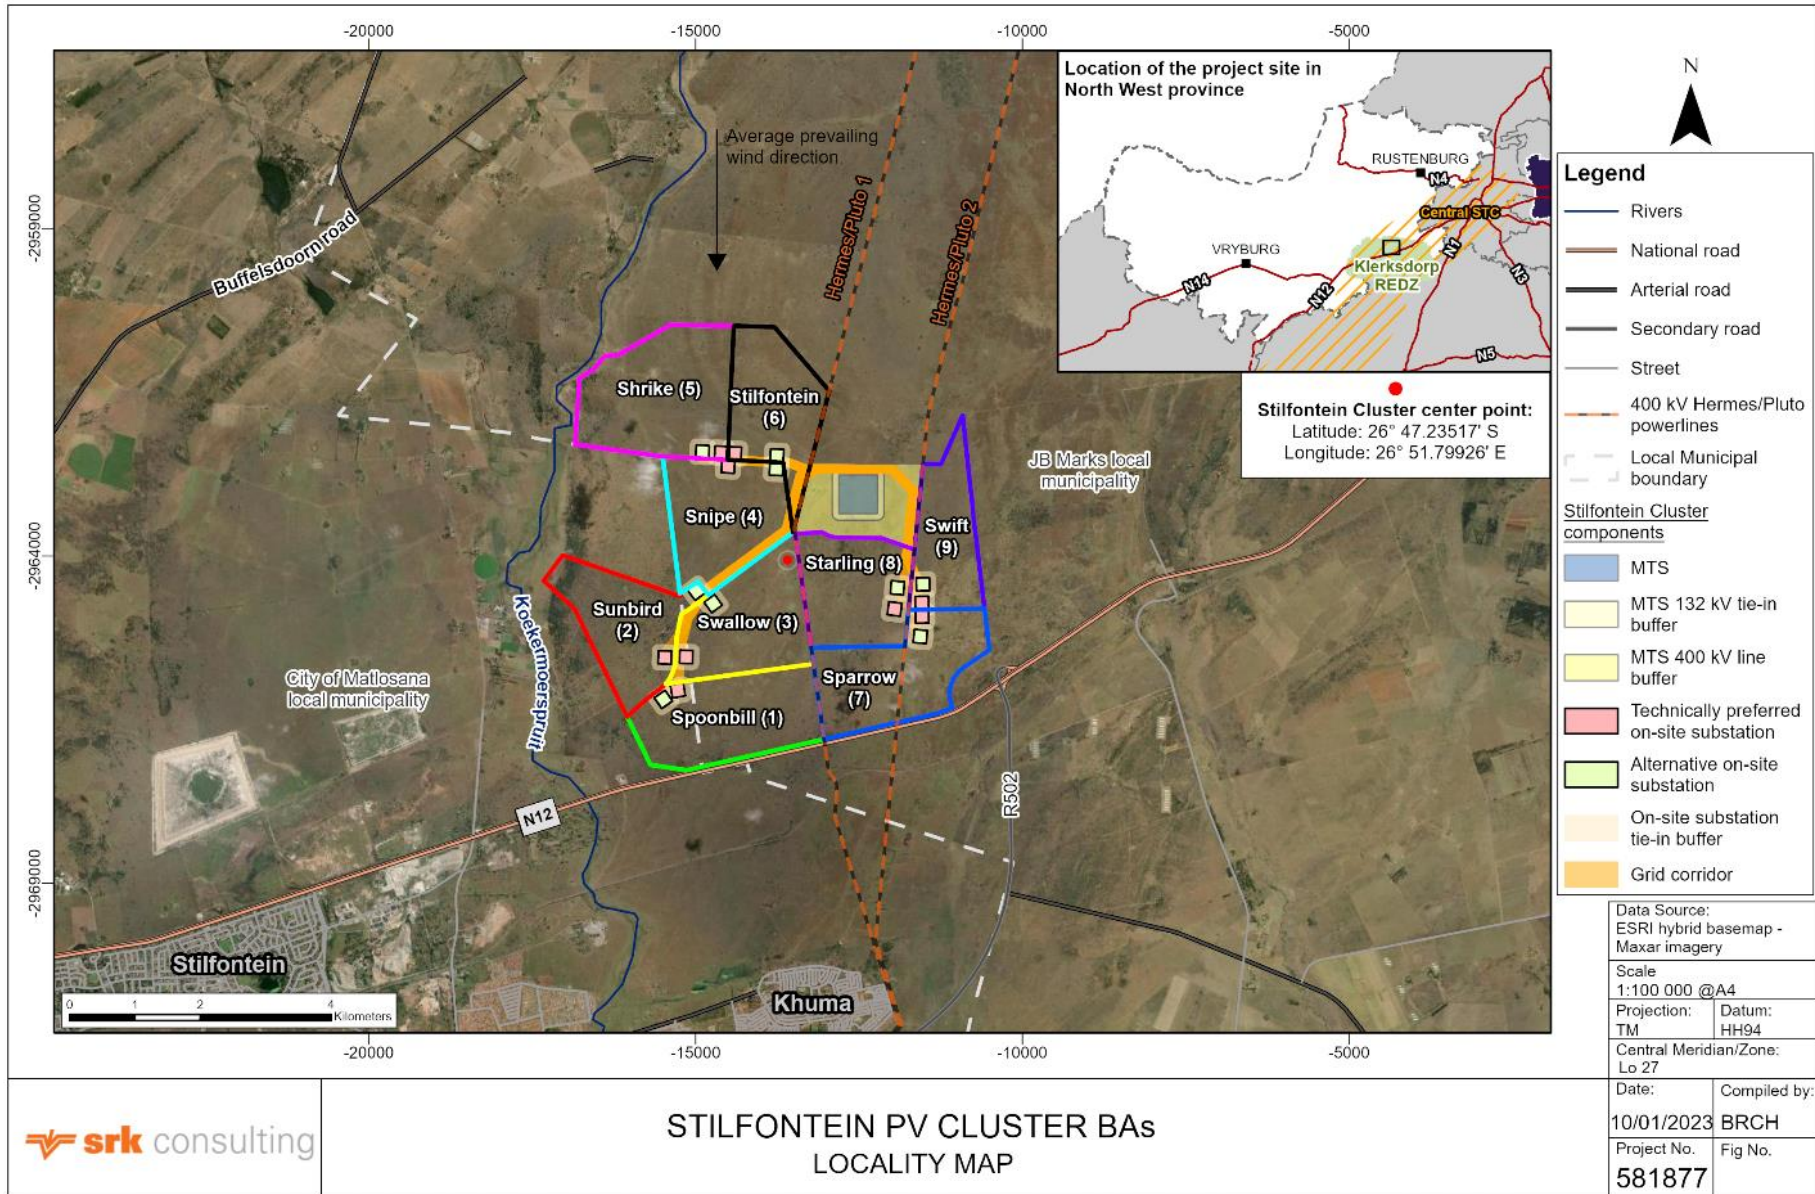 -20000
-15000
-10000
-5000
-2959000
-2964000
-2969000
Average prevailing
wind direction
Hermes/Pluto 1
Hermes/Pluto 2
Buffelsdoorn road
Shrike (5)
Stilfontein
(6)
Snipe (4)
Swift
(9)
Starling (8)
Sunbird
(2)
Swallow (3)
Sparrow
(7)
Spoonbill (1)
JB Marks local
municipality
City of Matlosana
local municipality
Koekermoerspruit
N12
R502
Stilfontein
Khuma
0
1
2
4
Kilometers
-20000
-15000
-10000
-5000
Location of the project site in
North West province
RUSTENBURG
N4
Central STC
VRYBURG
Klerksdorp
REDZ
N1
N3
N14
N12
N5
Stilfontein Cluster center point:
Latitude: 26° 47.23517' S
Longitude: 26° 51.79926' E
N
Legend
Rivers
National road
Arterial road
Secondary road
Street
400 kV Hermes/Pluto
powerlines
Local Municipal
boundary
Stilfontein Cluster
components
MTS
MTS 132 kV tie-in
buffer
MTS 400 kV line
buffer
Technically preferred
on-site substation
Alternative on-site
substation
On-site substation
tie-in buffer
Grid corridor
Data Source:
ESRI hybrid basemap -
Maxar imagery
Scale
1:100 000 @A4
Projection:
TM
Datum:
HH94
Central Meridian/Zone:
Lo 27
Date:
10/01/2023
Compiled by:
BRCH
Project No.
581877
Fig No.
srk consulting
STILFONTEIN PV CLUSTER BAs
LOCALITY MAP